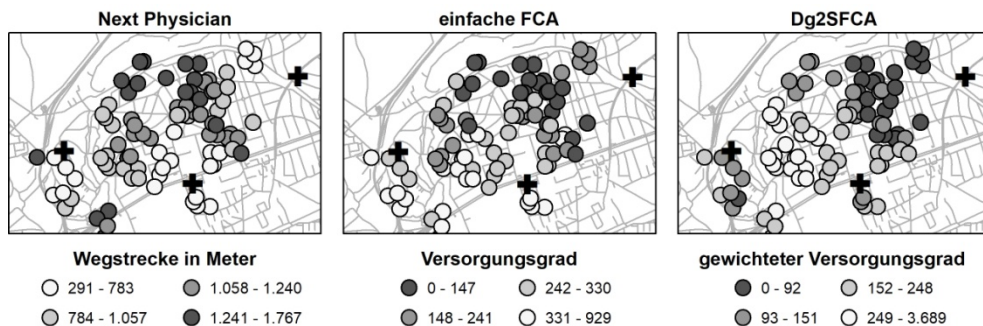 Next Physician
einfache FCA
Dg2SFCA
Wegstrecke in Meter
291 - 783
1.058 - 1.240
784 - 1.057
1.241 - 1.767
Versorgungsgrad
0 - 147
242 - 330
148 - 241
331 - 929
gewichteter Versorgungsgrad
0 - 92
152 - 248
93 - 151
249 - 3.689